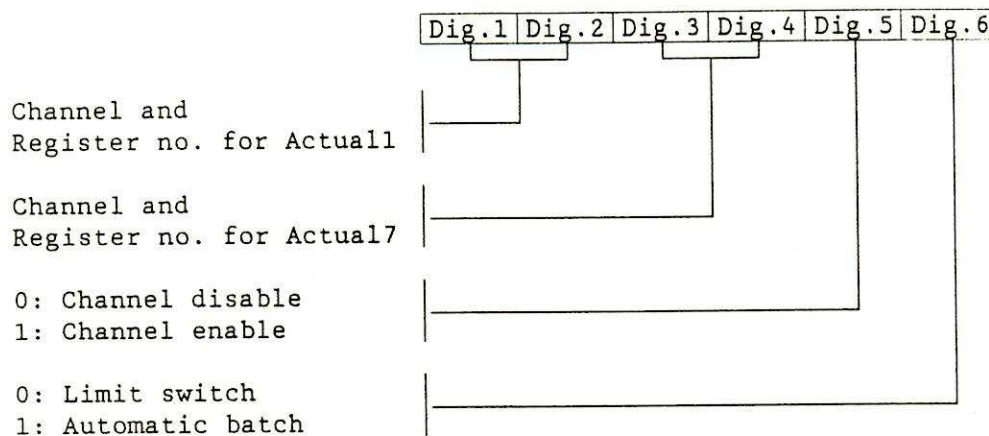 Dig.1 Dig.2 Dig.3 Dig.4 Dig.5 Dig.6
Channel and
Register no. for Actual1
Channel and
Register no. for Actual7
0: Channel disable
1: Channel enable
0: Limit switch
1: Automatic batch